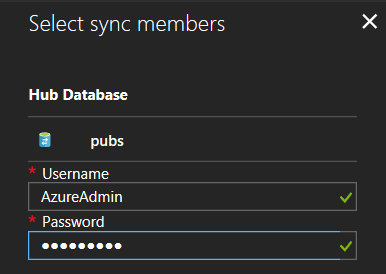 Select sync members
Hub Database
pubs
* Username
AzureAdmin
* Password
●●●●●●●●●